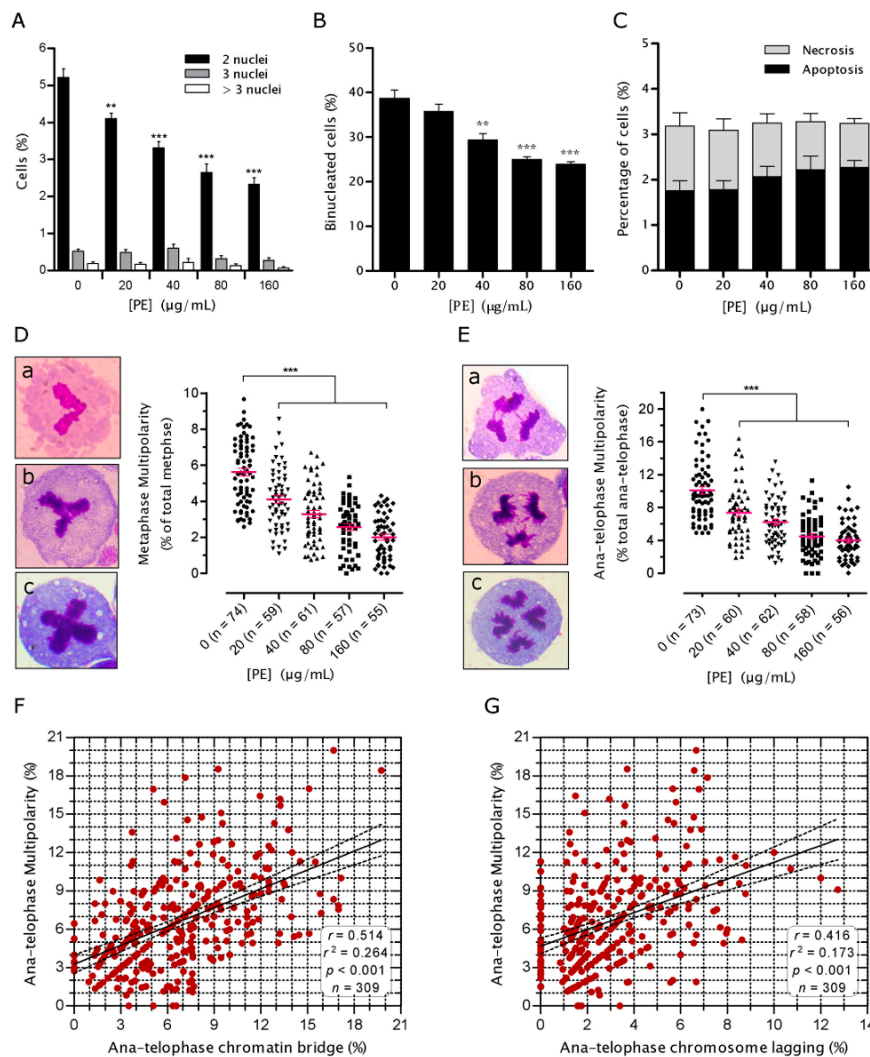 A
Cells (%)
6
5
4
3
2
1
0
2 nuclei
3 nuclei
> 3 nuclei
**
***
***
***
0 20 40 80 160
[PE] (µg/mL)
B
Binucleated cells (%)
50
40
30
20
10
0
**
***
***
0 20 40 80 160
[PE] (µg/mL)
C
Percentage of cells (%)
5
4
3
2
1
0
Necrosis
Apoptosis
0 20 40 80 160
[PE] (µg/mL)
D
a
b
c
Metaphase Multipolarity
(% of total metphse)
10
8
6
4
2
0
***
0 (n = 74)
20 (n = 59)
40 (n = 61)
80 (n = 57)
160 (n = 55)
[PE] (µg/mL)
E
a
b
c
Ana-telophase Multipolarity
(% total ana-telophase)
20
16
12
8
4
0
***
0 (n = 73)
20 (n = 60)
40 (n = 62)
80 (n = 58)
160 (n = 56)
[PE] (µg/mL)
F
Ana-telophase Multipolarity (%)
21
18
15
12
9
6
3
0
r = 0.514
r² = 0.264
p < 0.001
n = 309
0 3 6 9 12 15 18 21
Ana-telophase chromatin bridge (%)
G
Ana-telophase Multipolarity (%)
21
18
15
12
9
6
3
0
r = 0.416
r² = 0.173
p < 0.001
n = 309
0 2 4 6 8 10 12 14
Ana-telophase chromosome lagging (%)